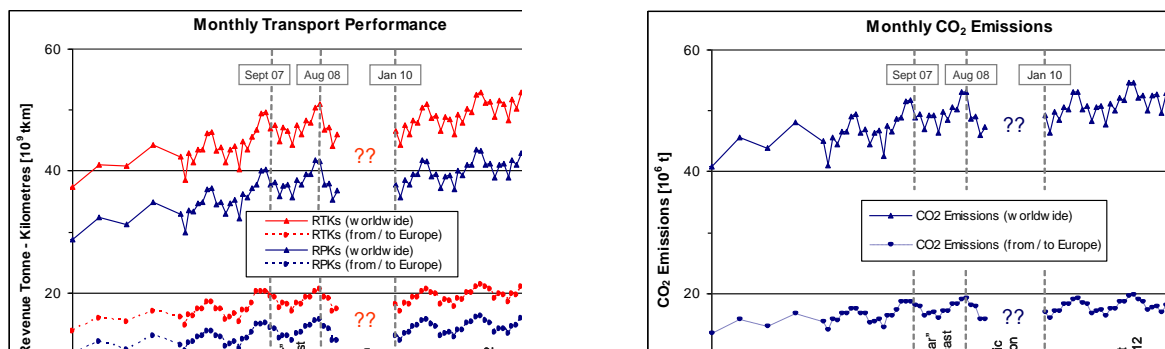 Monthly Transport Performance
60
Sept 07
Aug 08
Jan 10
Revenue Tonne - Kilometres [10⁹ tkm]
40
??
RTKs (worldwide)
RTKs (from / to Europe)
RPKs (worldwide)
RPKs (from / to Europe)
20
??
Monthly CO₂ Emissions
60
Sept 07
Aug 08
Jan 10
CO₂ Emissions [10⁶ t]
??
40
CO2 Emissions (worldwide)
CO2 Emissions (from / to Europe)
20
??